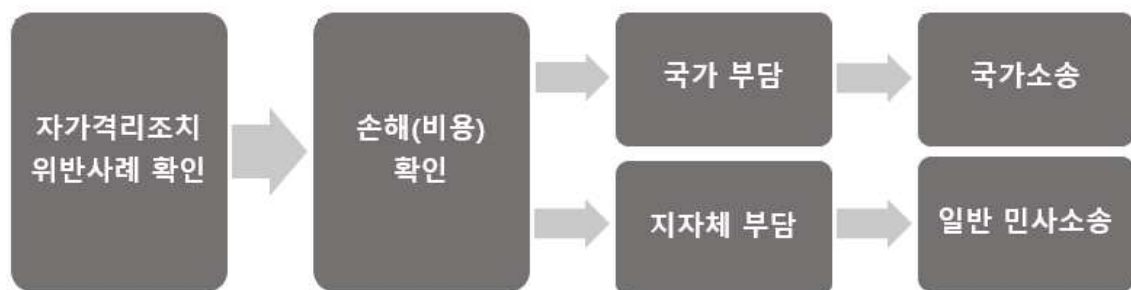 자가격리조치
위반사례 확인
손해(비용)
확인
국가 부담
국가소송
지자체 부담
일반 민사소송